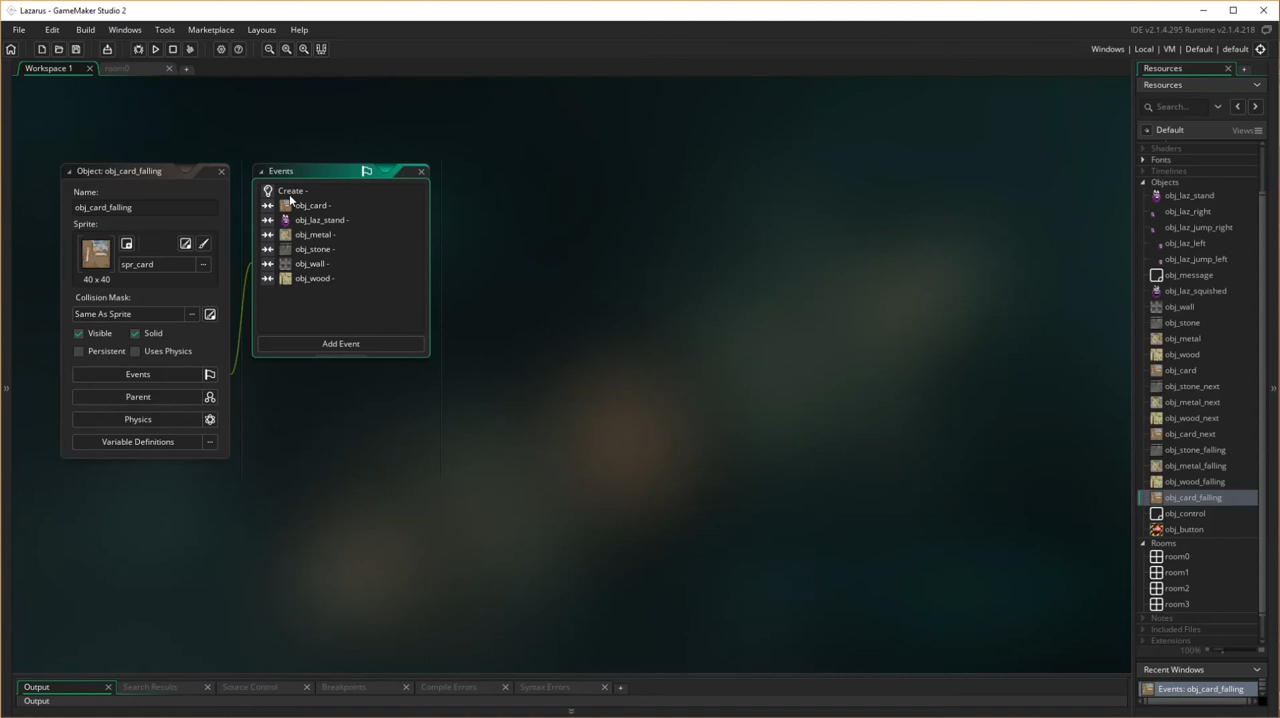 Lazarus - GameMaker Studio 2
File Edit Build Windows Tools Marketplace Layouts Help
IDE v2.1.4.295 Runtime v2.1.4.218
Windows | Local | VM | Default | default
Workspace 1
room0
Object: obj_card_falling
Name:
obj_card_falling
Sprite:
spr_card
...
40 x 40
Collision Mask:
Same As Sprite
...
Visible
Solid
Persistent
Uses Physics
Events
Parent
Physics
Variable Definitions
...
Events
Create -
obj_card -
obj_laz_stand -
obj_metal -
obj_stone -
obj_wall -
obj_wood -
Add Event
Resources
Resources
Search...
Default
Views
Shaders
Fonts
Timelines
Objects
obj_laz_stand
obj_laz_right
obj_laz_jump_right
obj_laz_left
obj_laz_jump_left
obj_message
obj_laz_squished
obj_wall
obj_stone
obj_metal
obj_wood
obj_card
obj_stone_next
obj_metal_next
obj_wood_next
obj_card_next
obj_stone_falling
obj_metal_falling
obj_wood_falling
obj_card_falling
obj_control
obj_button
Rooms
room0
room1
room2
room3
Notes
Included Files
Extensions
100%
Recent Windows
Events: obj_card_falling
Output
Search Results
Source Control
Breakpoints
Compile Errors
Syntax Errors
Output